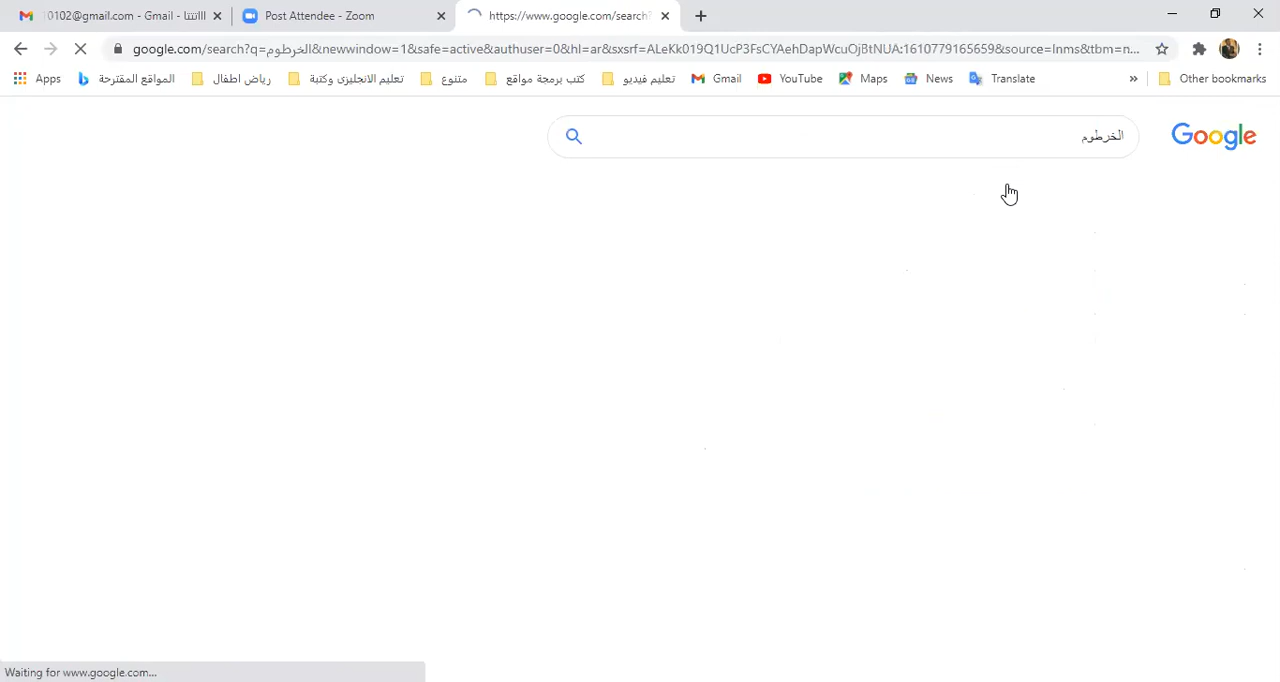 10102@gmail.com - Gmail - اااتتنا
Post Attendee - Zoom
https://www.google.com/search?
google.com/search?q=الخرطوم&newwindow=1&safe=active&authuser=0&hl=ar&sxsrf=ALeKk019Q1UcP3FsCYAehDapWcuOjBtNUA:1610779165659&source=lnms&tbm=n...
Apps المواقع المقترحة رياض اطفال تعليم الانجليزى وكتبة متنوع كتب برمجة مواقع تعليم فيديو Gmail YouTube Maps News Translate » Other bookmarks
الخرطوم
Google
Waiting for www.google.com...